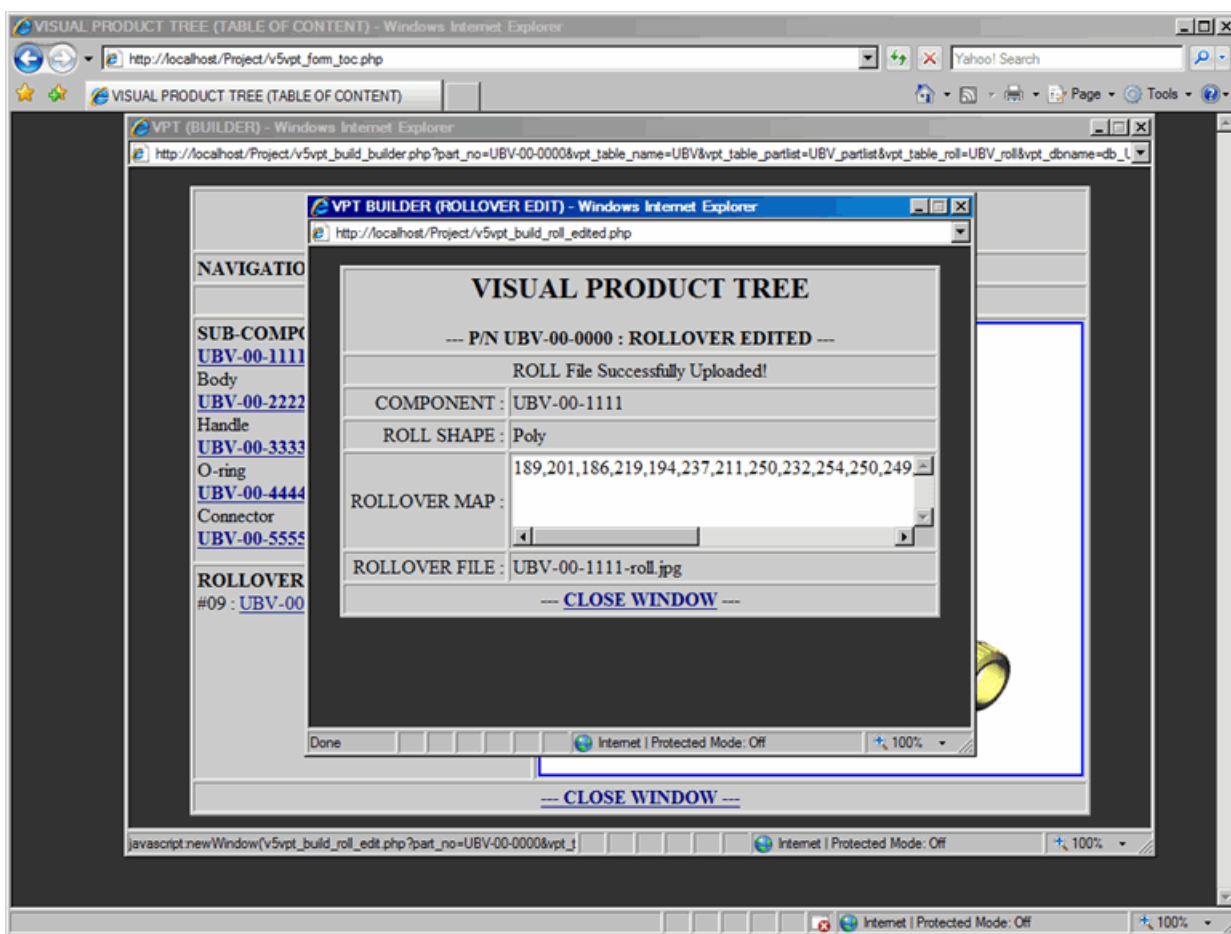 VISUAL PRODUCT TREE (TABLE OF CONTENT) - Windows Internet Explorer
http://localhost/Project/v5vpt_form_toc.php
Yahoo! Search
VISUAL PRODUCT TREE (TABLE OF CONTENT)
Page
Tools
VPT (BUILDER) - Windows Internet Explorer
http://localhost/Project/v5vpt_build_builder.php?part_no=UBV-00-0000&vpt_table_name=UBV&vpt_table_partlist=UBV_partlist&vpt_table_roll=UBV_roll&vpt_dbname=db_U
NAVIGATIO
SUB-COMPO
UBV-00-1111
Body
UBV-00-2222
Handle
UBV-00-3333
O-ring
UBV-00-4444
Connector
UBV-00-5555
ROLLOVER
#09 : UBV-00
VPT BUILDER (ROLLOVER EDIT) - Windows Internet Explorer
http://localhost/Project/v5vpt_build_roll_edited.php
VISUAL PRODUCT TREE
--- P/N UBV-00-0000 : ROLLOVER EDITED ---
ROLL File Successfully Uploaded!
COMPONENT : UBV-00-1111
ROLL SHAPE : Poly
ROLLOVER MAP : 189,201,186,219,194,237,211,250,232,254,250,249,
ROLLOVER FILE : UBV-00-1111-roll.jpg
--- CLOSE WINDOW ---
Done
Internet | Protected Mode: Off
100%
--- CLOSE WINDOW ---
javascript:newWindow('v5vpt_build_roll_edit.php?part_no=UBV-00-0000&vpt_t
Internet | Protected Mode: Off
100%
Internet | Protected Mode: Off
100%